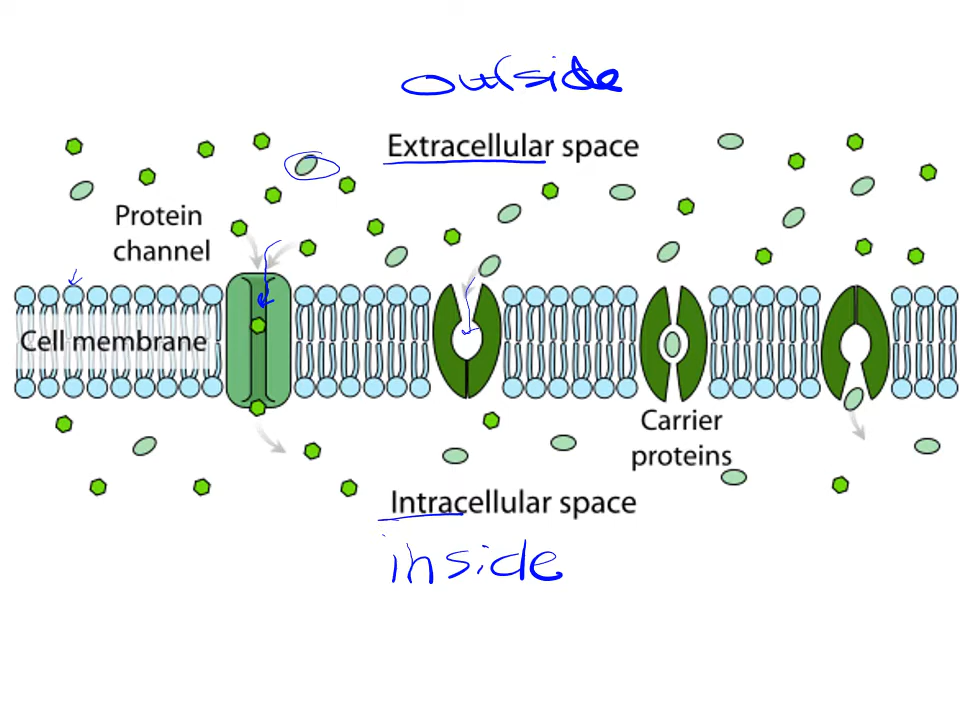 outside
Extracellular space
Protein
channel
Cell membrane
Carrier
proteins
Intracellular space
inside